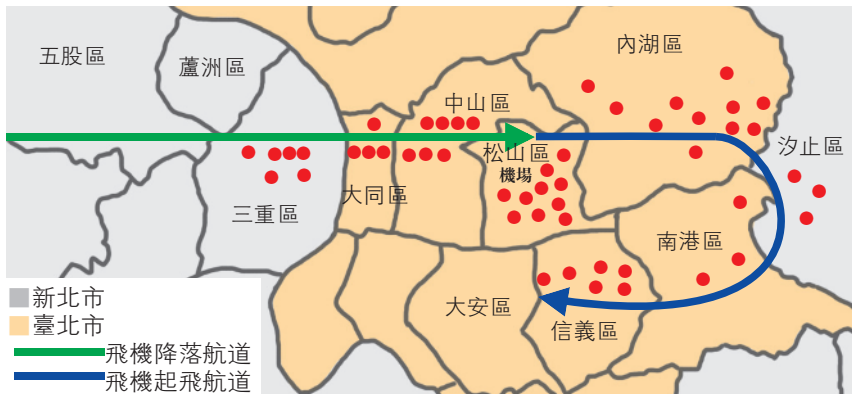 五股區
蘆洲區
內湖區
中山區
松山區
機場
汐止區
大同區
三重區
南港區
大安區
信義區
新北市
臺北市
飛機降落航道
飛機起飛航道